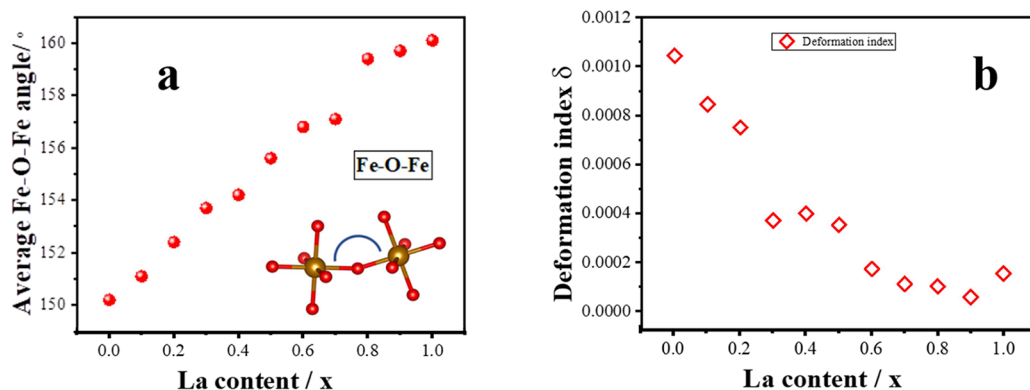 a
Average Fe-O-Fe angle/ °
160
158
156
154
152
150
0.0 0.2 0.4 0.6 0.8 1.0
La content / x
Fe-O-Fe
b
Deformation index
Deformation index δ
0.0012
0.0010
0.0008
0.0006
0.0004
0.0002
0.0000
0.0 0.2 0.4 0.6 0.8 1.0
La content / x